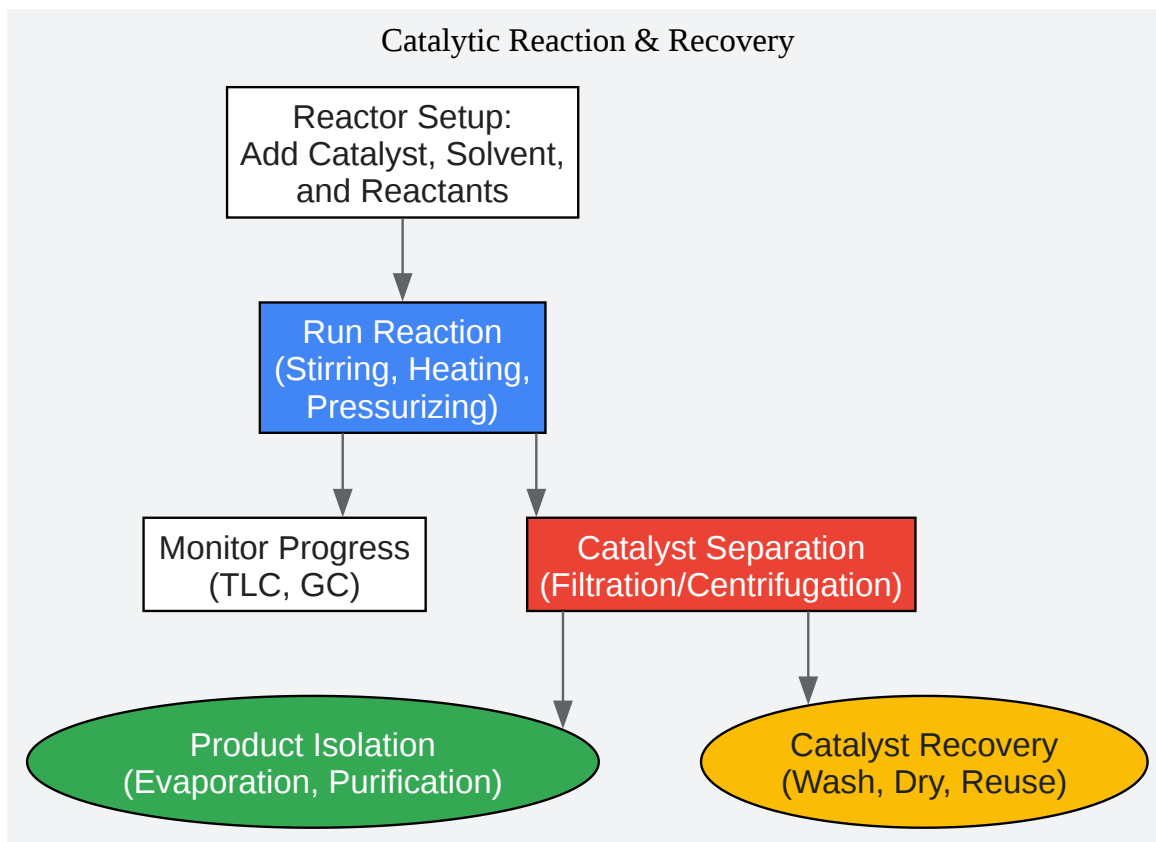 Catalytic Reaction & Recovery
Reactor Setup:
Add Catalyst, Solvent,
and Reactants
Run Reaction
(Stirring, Heating,
Pressurizing)
Monitor Progress
(TLC, GC)
Catalyst Separation
(Filtration/Centrifugation)
Product Isolation
(Evaporation, Purification)
Catalyst Recovery
(Wash, Dry, Reuse)